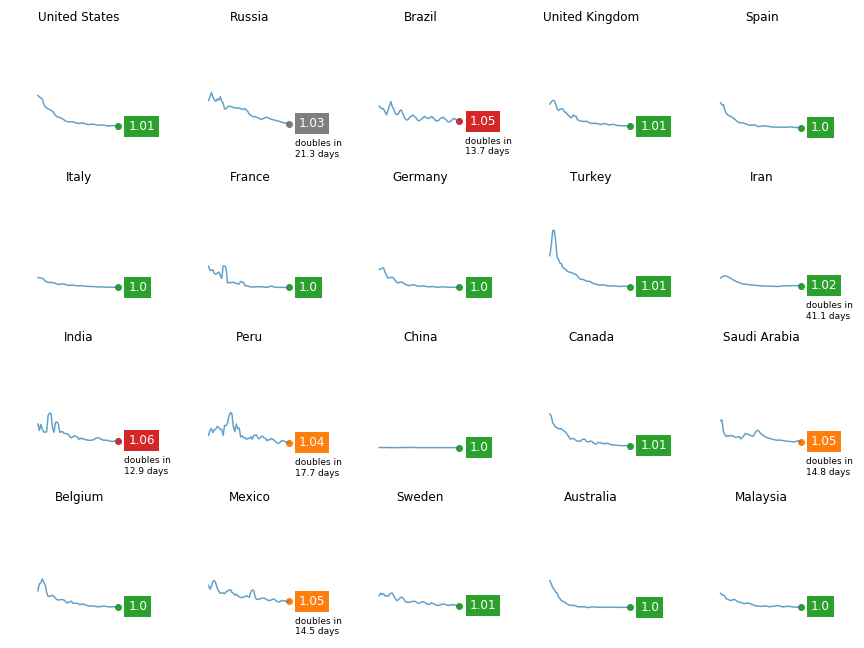 United States
Russia
Brazil
United Kingdom
Spain
1.01
1.03
doubles in
21.3 days
1.05
doubles in
13.7 days
1.01
1.0
Italy
France
Germany
Turkey
Iran
1.0
1.0
1.0
1.01
1.02
doubles in
41.1 days
India
Peru
China
Canada
Saudi Arabia
1.06
doubles in
12.9 days
1.04
doubles in
17.7 days
1.0
1.01
1.05
doubles in
14.8 days
Belgium
Mexico
Sweden
Australia
Malaysia
1.0
1.05
doubles in
14.5 days
1.01
1.0
1.0